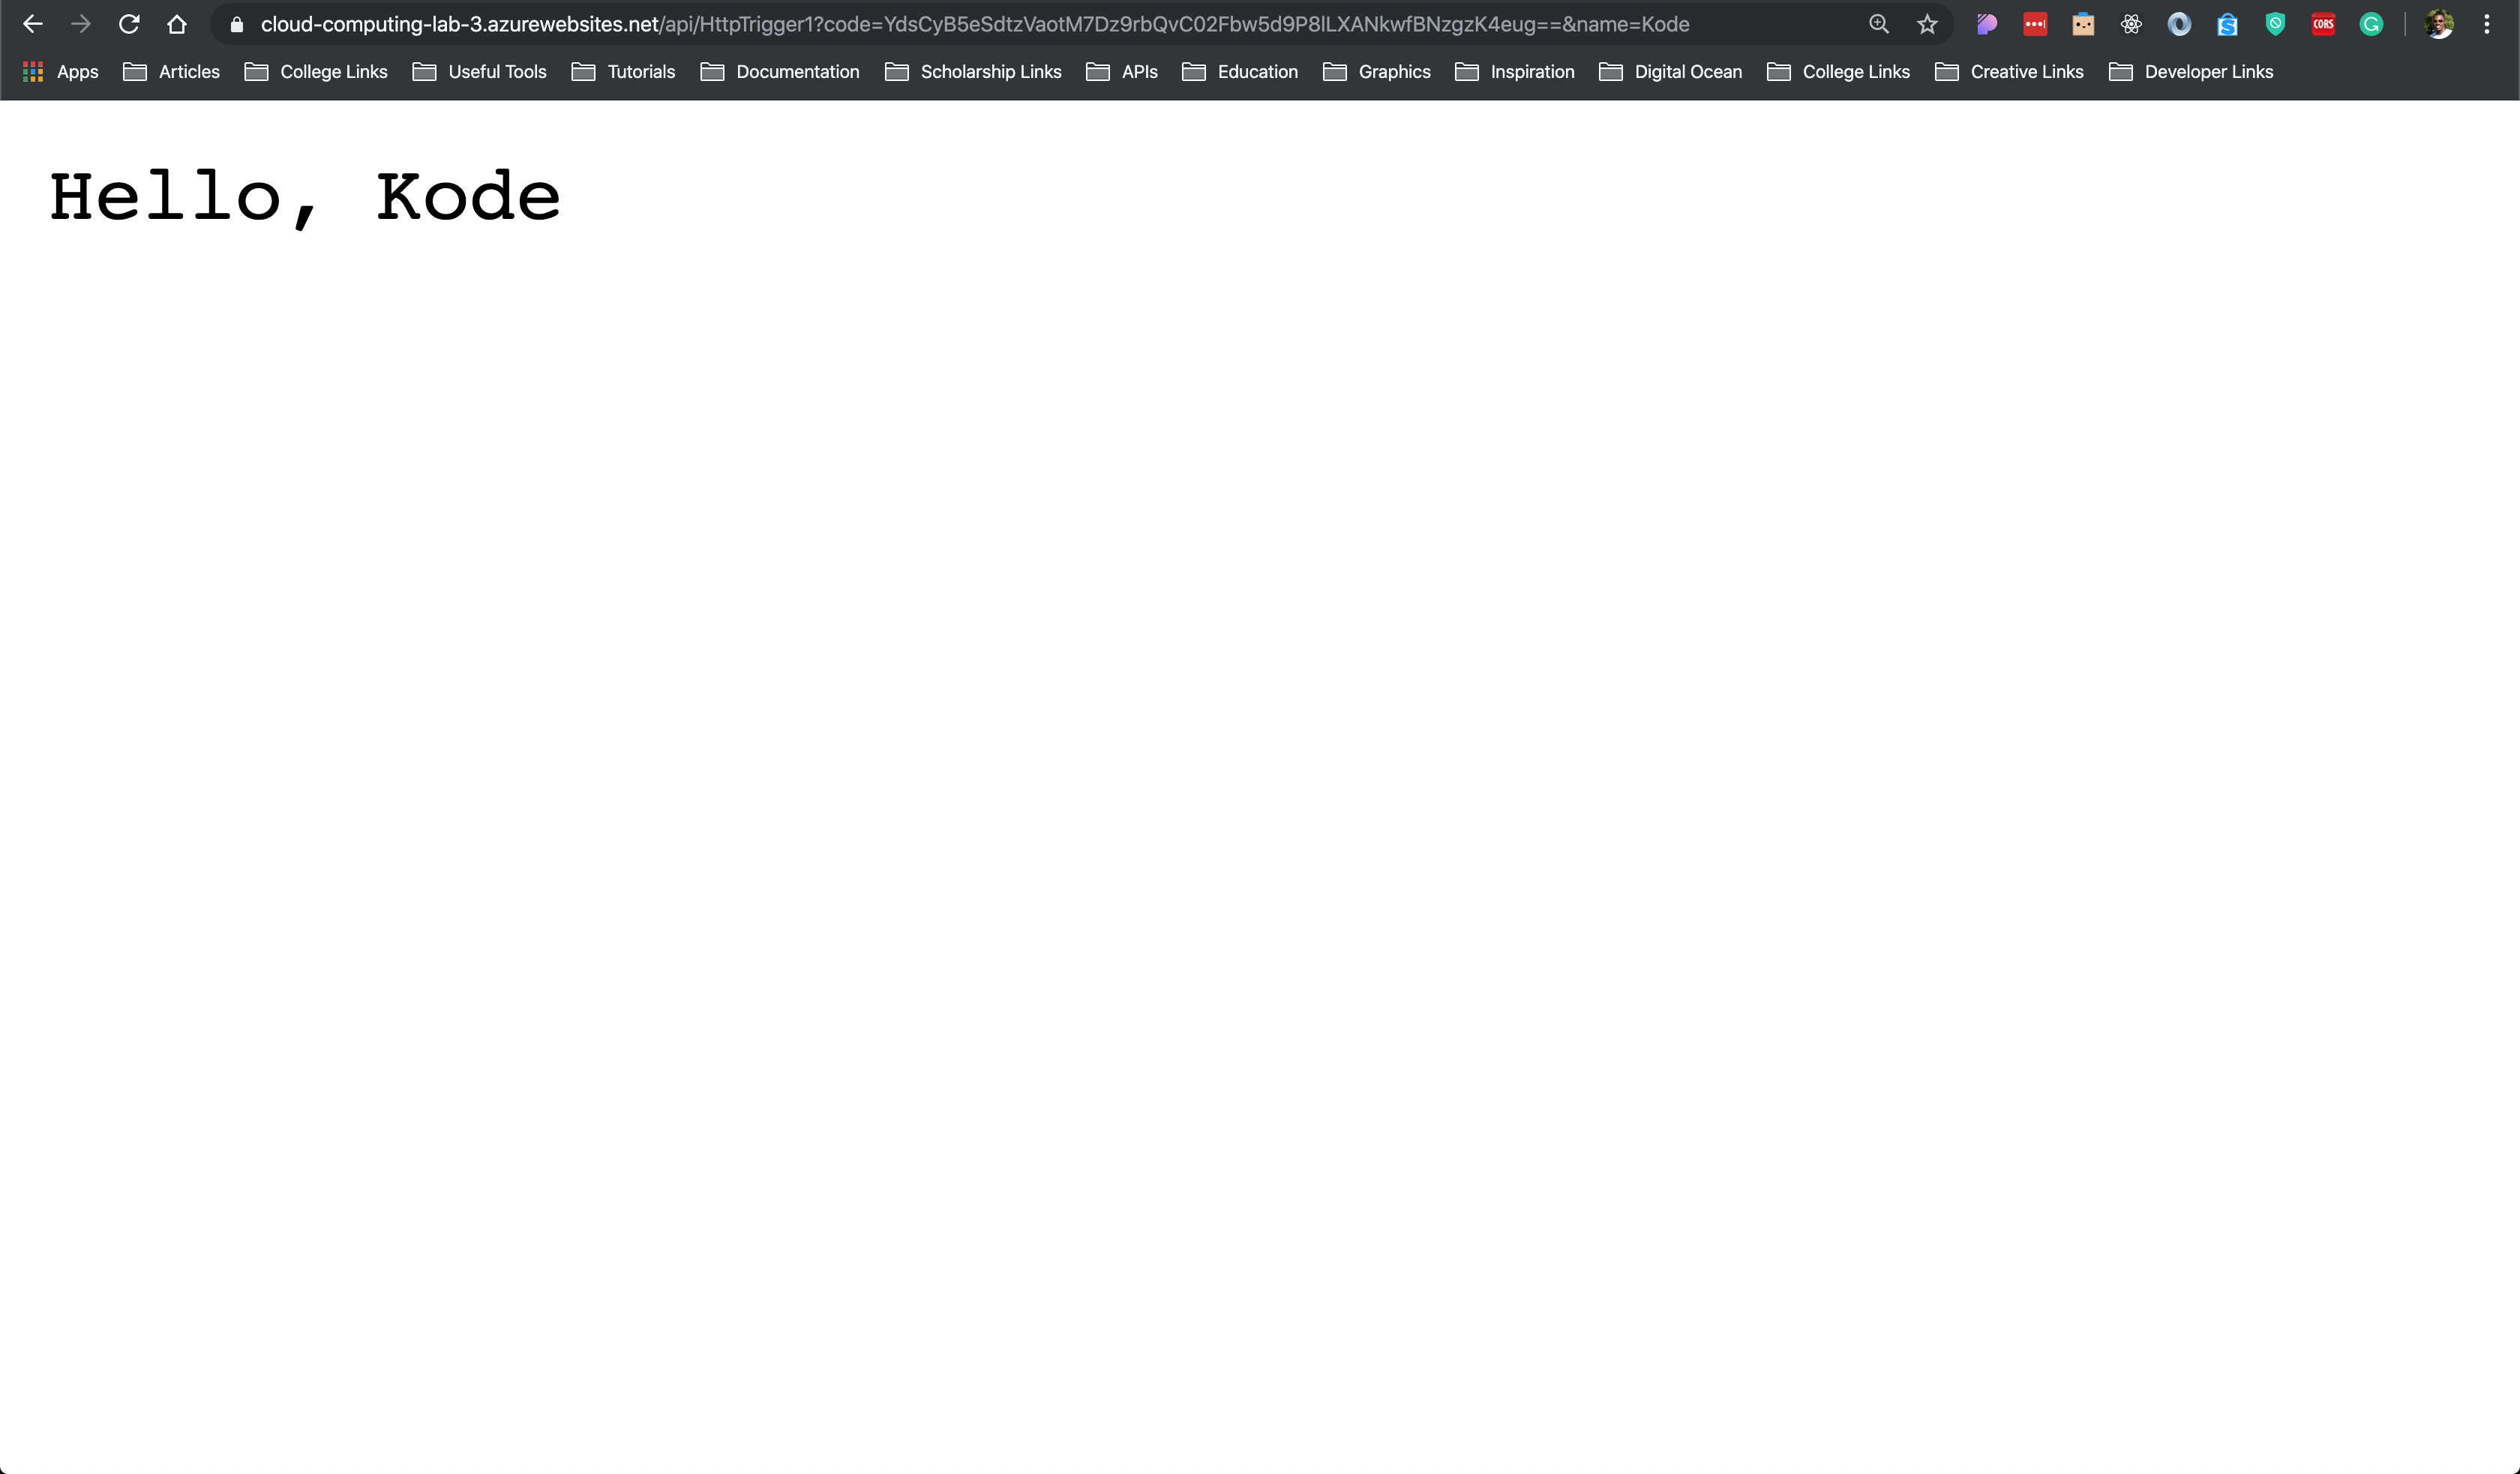 cloud-computing-lab-3.azurewebsites.net/api/HttpTrigger1?code=YdsCyB5eSdtzVaotM7Dz9rbQvC02Fbw5d9P8lLXANkwfBNzgzK4eug==&name=Kode
CORS
Apps Articles College Links Useful Tools Tutorials Documentation Scholarship Links APIs Education Graphics Inspiration Digital Ocean College Links Creative Links Developer Links
Hello, Kode